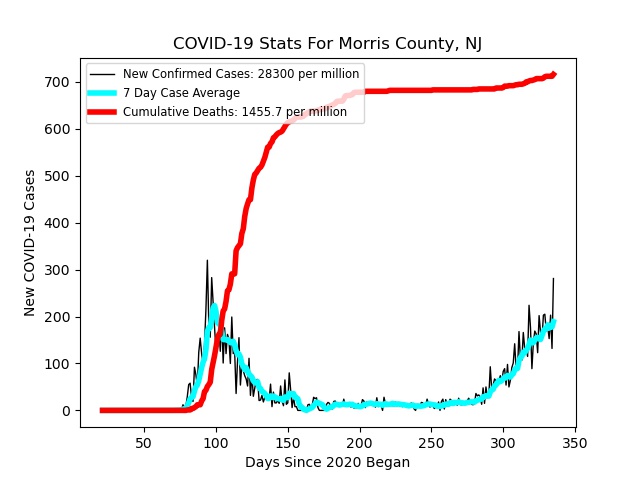 COVID-19 Stats For Morris County, NJ
New Confirmed Cases: 28300 per million
7 Day Case Average
Cumulative Deaths: 1455.7 per million
New COVID-19 Cases
700
600
500
400
300
200
100
0
50 100 150 200 250 300 350
Days Since 2020 Began